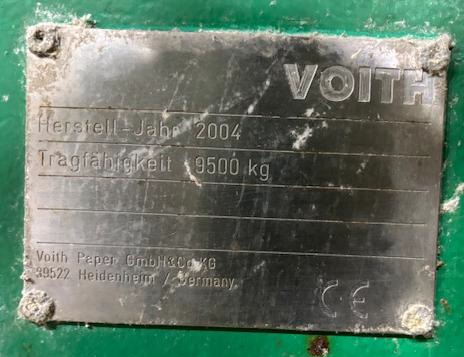 VOITH
Herstell-Jahr 2004
Tragfähigkeit 9500 kg
Voith Paper GmbH&Co.KG
89522 Heidenheim / Germany
CE